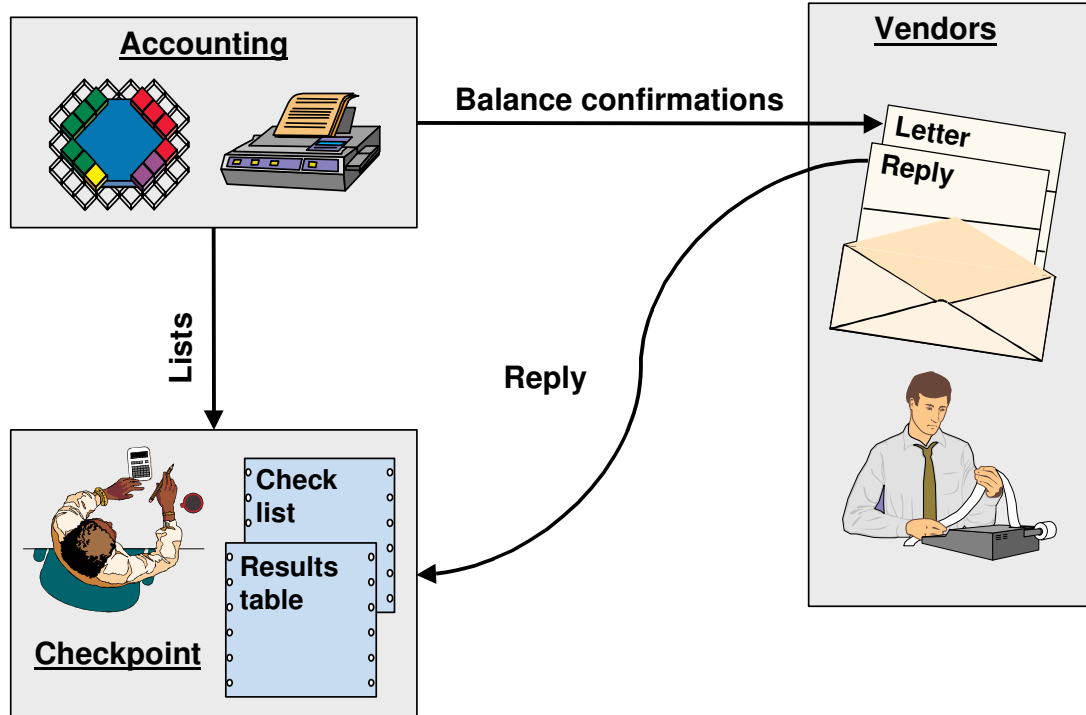 Accounting
Vendors
Balance confirmations
Letter
Reply
Lists
Reply
Check
list
Results
table
Checkpoint